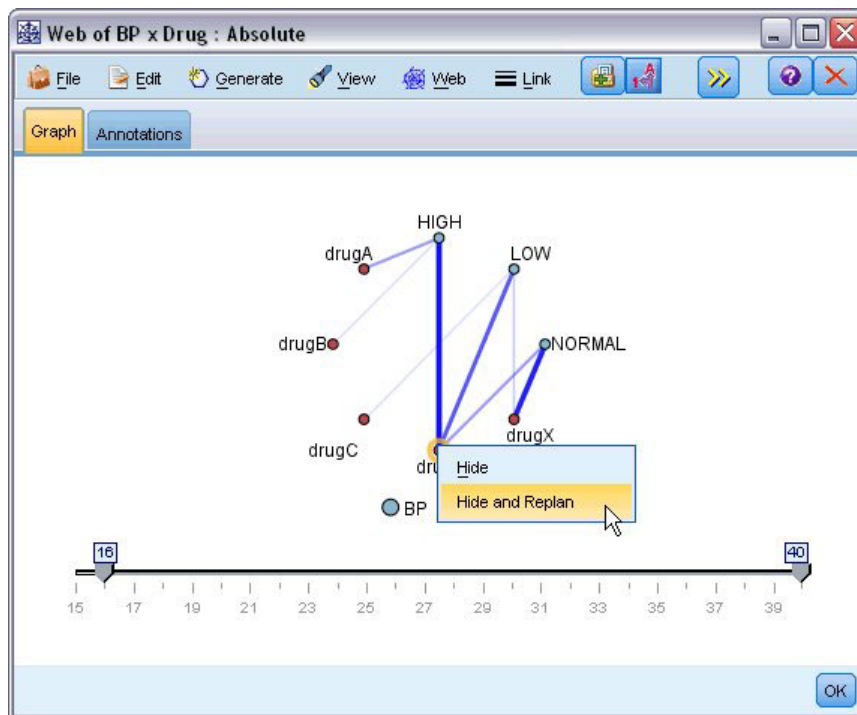 Web of BP x Drug : Absolute
File Edit Generate View Web Link
Graph Annotations
HIGH
drugA
LOW
drugB
NORMAL
drugC
drugX
Hide
BP
Hide and Replan
16
40
15 17 19 21 23 25 27 29 31 33 35 37 39
OK